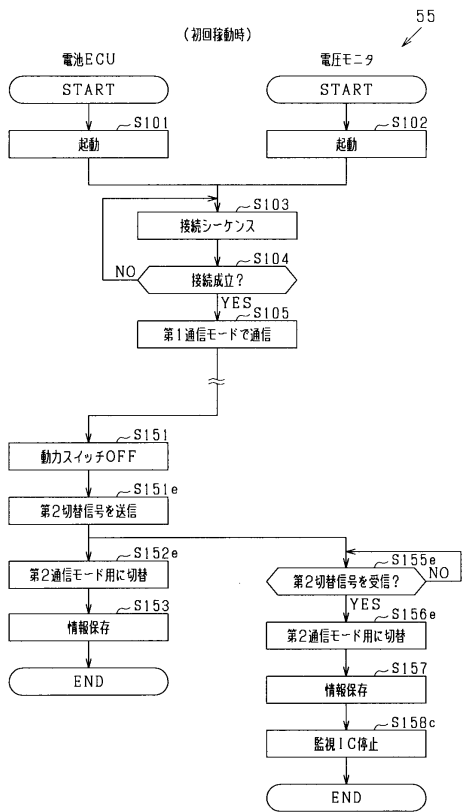 55
(初回稼動時)
電池ECU
電圧モニタ
START
START
S101
起動
S102
起動
S103
接続シーケンス
S104
接続成立?
NO
YES
S105
第1通信モードで通信
S151
動力スイッチOFF
S151e
第2切替信号を送信
S152e
第2通信モード用に切替
S153
情報保存
END
S155e
第2切替信号を受信?
NO
YES
S156e
第2通信モード用に切替
S157
情報保存
S158c
監視IC停止
END